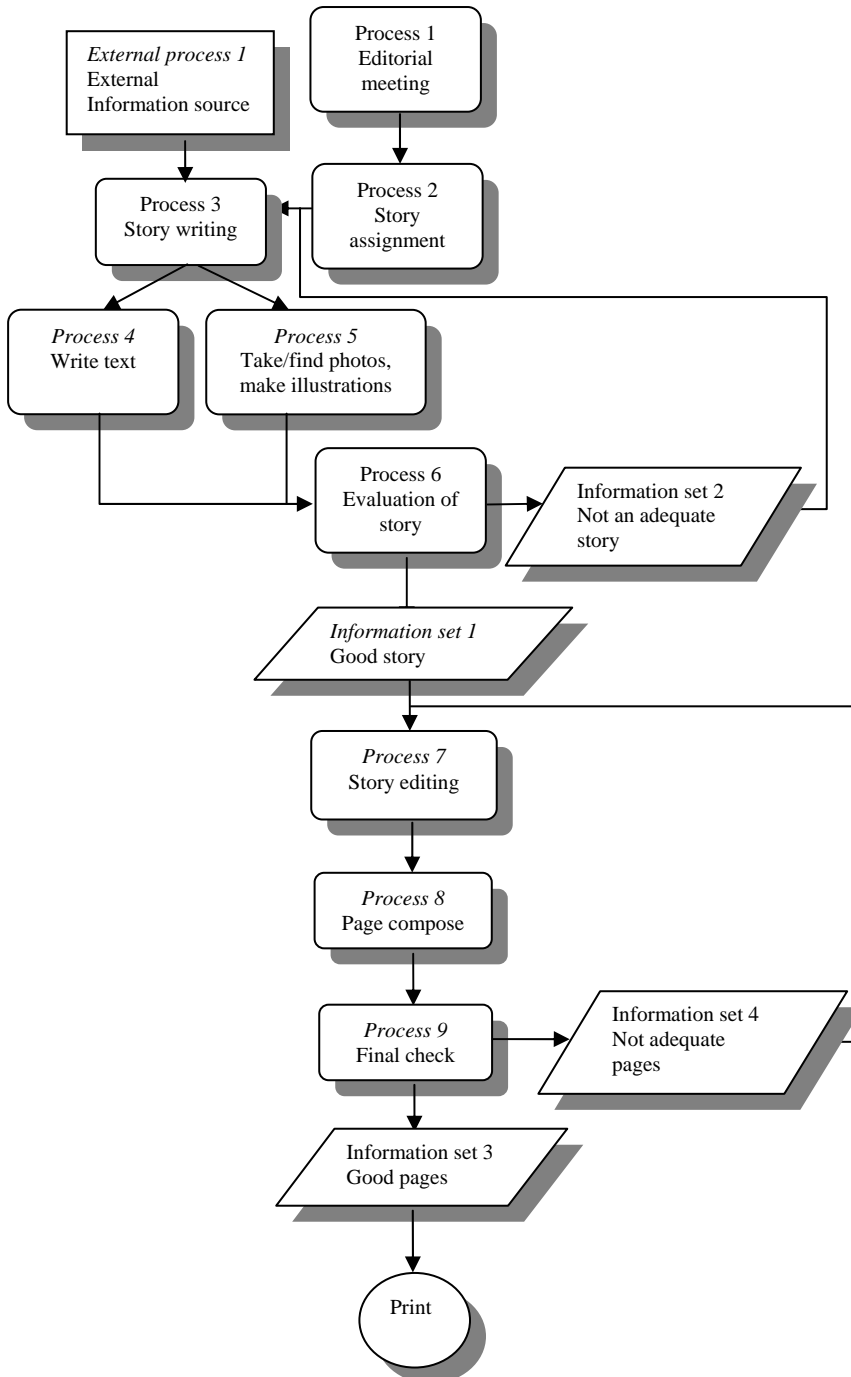 External process 1
External
Information source
Process 1
Editorial
meeting
Process 3
Story writing
Process 2
Story
assignment
Process 4
Write text
Process 5
Take/find photos,
make illustrations
Process 6
Evaluation of
story
Information set 2
Not an adequate
story
Information set 1
Good story
Process 7
Story editing
Process 8
Page compose
Process 9
Final check
Information set 4
Not adequate
pages
Information set 3
Good pages
Print